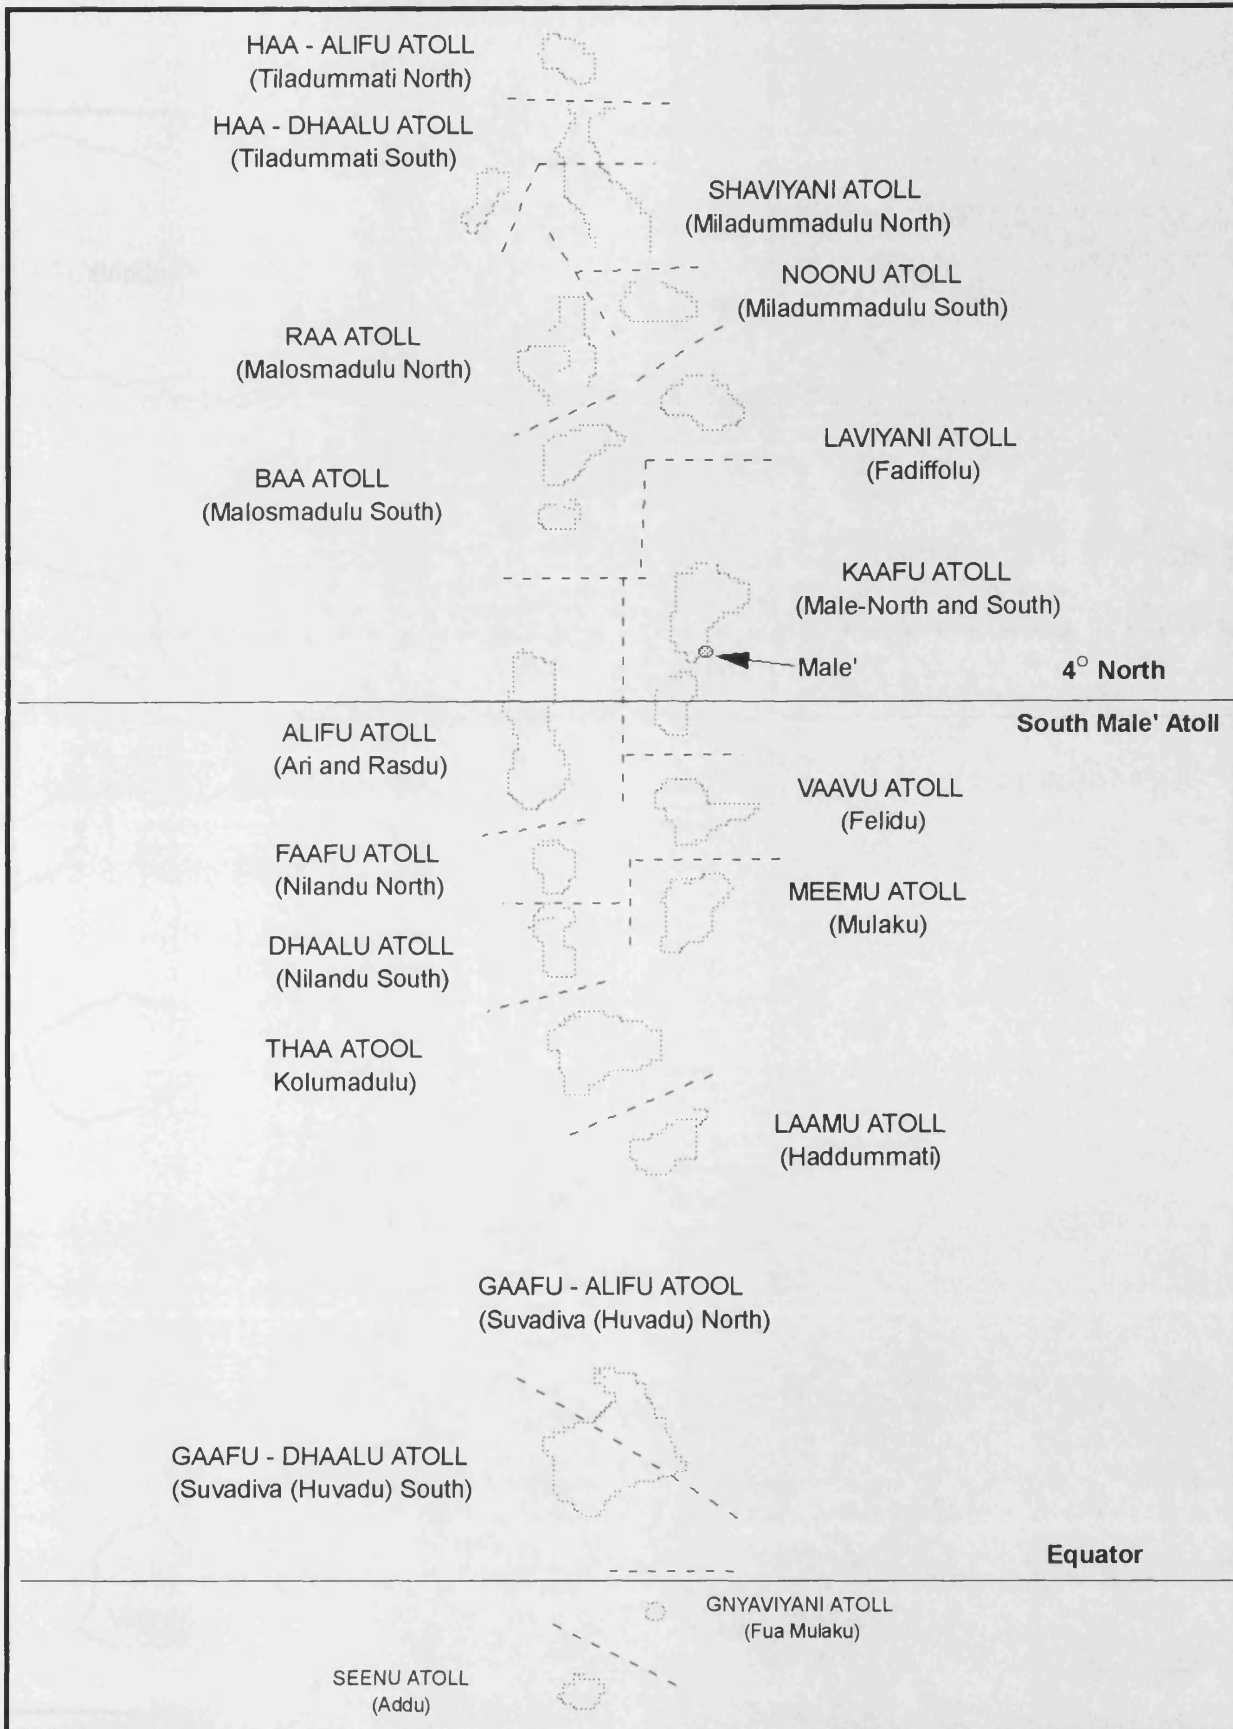 HAA - ALIFU ATOLL
(Tiladummati North)
HAA - DHAALU ATOLL
(Tiladummati South)
SHAVIYANI ATOLL
(Miladummadulu North)
NOONU ATOLL
(Miladummadulu South)
RAA ATOLL
(Malosmadulu North)
LAVIYANI ATOLL
(Fadiffolu)
BAA ATOLL
(Malosmadulu South)
KAAFU ATOLL
(Male-North and South)
Male'
4° North
South Male' Atoll
ALIFU ATOLL
(Ari and Rasdu)
VAAVU ATOLL
(Felidu)
FAAFU ATOLL
(Nilandu North)
MEEMU ATOLL
(Mulaku)
DHAALU ATOLL
(Nilandu South)
THAA ATOOL
Kolumadulu)
LAAMU ATOLL
(Haddummati)
GAAFU - ALIFU ATOOL
(Suvadiva (Huvadu) North)
GAAFU - DHAALU ATOLL
(Suvadiva (Huvadu) South)
Equator
GNYAVIYANI ATOLL
(Fua Mulaku)
SEENU ATOLL
(Addu)